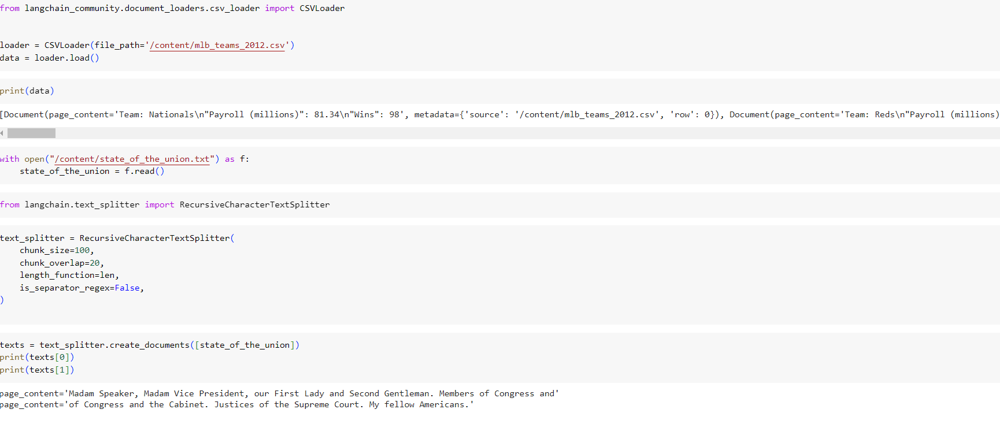 from langchain_community.document_loaders.csv_loader import CSVLoader
loader = CSVLoader(file_path='/content/mlb_teams_2012.csv')
data = loader.load()
print(data)
[Document(page_content='Team: Nationals\n"Payroll (millions)": 81.34\n"Wins": 98', metadata={'source': '/content/mlb_teams_2012.csv', 'row': 0}), Document(page_content='Team: Reds\n"Payroll (millions)
with open("/content/state_of_the_union.txt") as f:
    state_of_the_union = f.read()
from langchain.text_splitter import RecursiveCharacterTextSplitter
text_splitter = RecursiveCharacterTextSplitter(
    chunk_size=100,
    chunk_overlap=20,
    length_function=len,
    is_separator_regex=False,
)
texts = text_splitter.create_documents([state_of_the_union])
print(texts[0])
print(texts[1])
page_content='Madam Speaker, Madam Vice President, our First Lady and Second Gentleman. Members of Congress and'
page_content='of Congress and the Cabinet. Justices of the Supreme Court. My fellow Americans.'